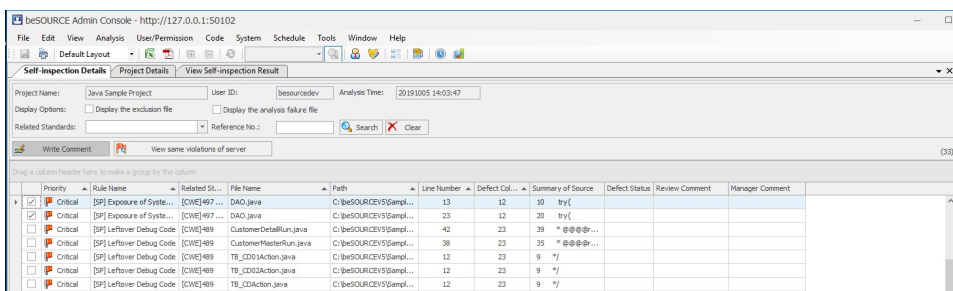 beSOURCE Admin Console - http://127.0.0.1:50102
File Edit View Analysis User/Permission Code System Schedule Tools Window Help
Default Layout
Self-inspection Details Project Details View Self-inspection Result
Project Name: Java Sample Project User ID: besourcedev Analysis Time: 20191005 14:03:47
Display Options: Display the exclusion file Display the analysis failure file
Related Standards: Reference No.: Search Clear
Write Comment View same violations of server (33)
Drag a column header here to make a group by the column
Priority Rule Name Related St... File Name Path Line Number Defect Col... Summary of Source Defect Status Review Comment Manager Comment
Critical [SP] Exposure of Syste... [CWE]497 ... DAO.java C:\beSOURCEV5\Sampl... 13 12 10 try{
Critical [SP] Exposure of Syste... [CWE]497 ... DAO.java C:\beSOURCEV5\Sampl... 23 12 20 try{
Critical [SP] Leftover Debug Code [CWE]489 CustomerDetailRun.java C:\beSOURCEV5\Sampl... 42 23 39 * @@@@r...
Critical [SP] Leftover Debug Code [CWE]489 CustomerMasterRun.java C:\beSOURCEV5\Sampl... 38 23 35 * @@@@r...
Critical [SP] Leftover Debug Code [CWE]489 TB_CD01Action.java C:\beSOURCEV5\Sampl... 12 23 9 */
Critical [SP] Leftover Debug Code [CWE]489 TB_CD02Action.java C:\beSOURCEV5\Sampl... 12 23 9 */
Critical [SP] Leftover Debug Code [CWE]489 TB_CDAction.java C:\beSOURCEV5\Sampl... 12 23 9 */